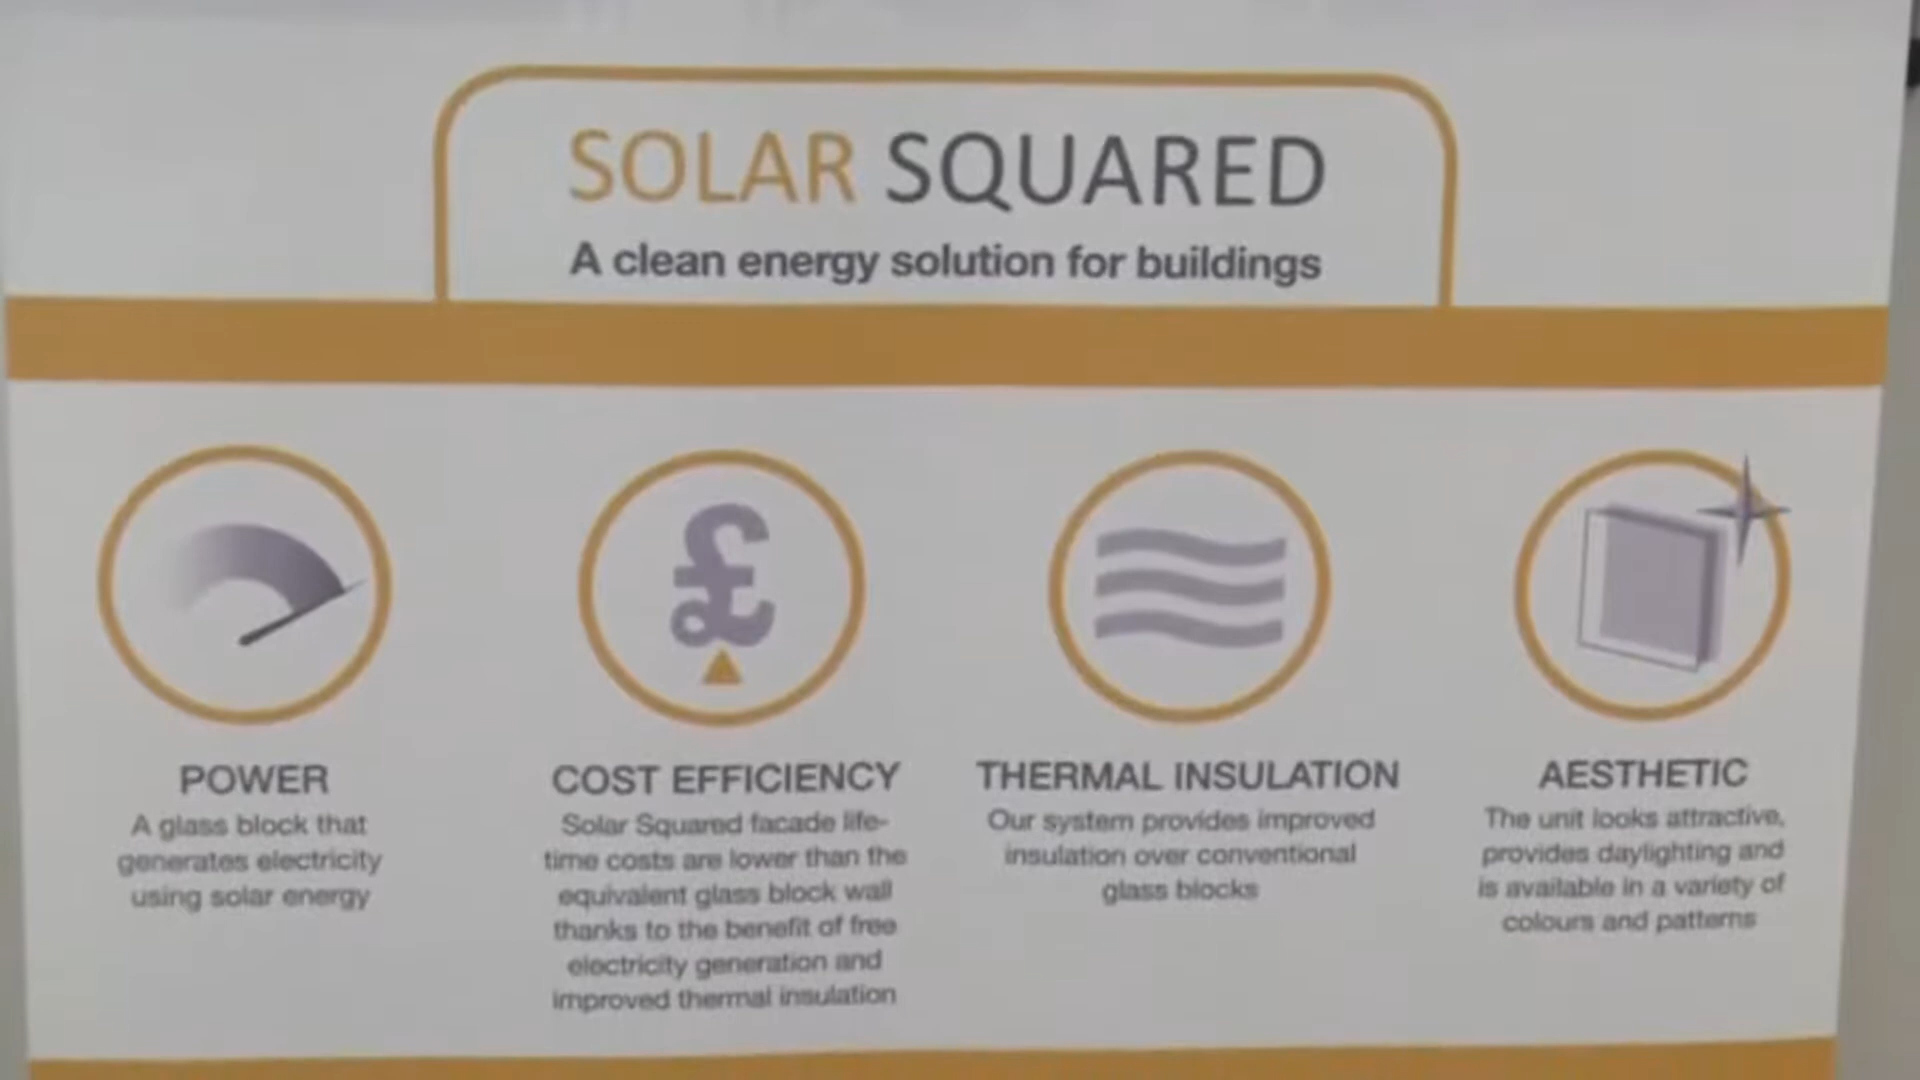 SOLAR SQUARED
A clean energy solution for buildings
£
POWER
A glass block that
generates electricity
using solar energy
COST EFFICIENCY
Solar Squared facade life-
time costs are lower than the
equivalent glass block wall
thanks to the benefit of free
electricity generation and
improved thermal insulation
THERMAL INSULATION
Our system provides improved
insulation over conventional
glass blocks
AESTHETIC
The unit looks attractive,
provides daylighting and
is available in a variety of
colours and patterns